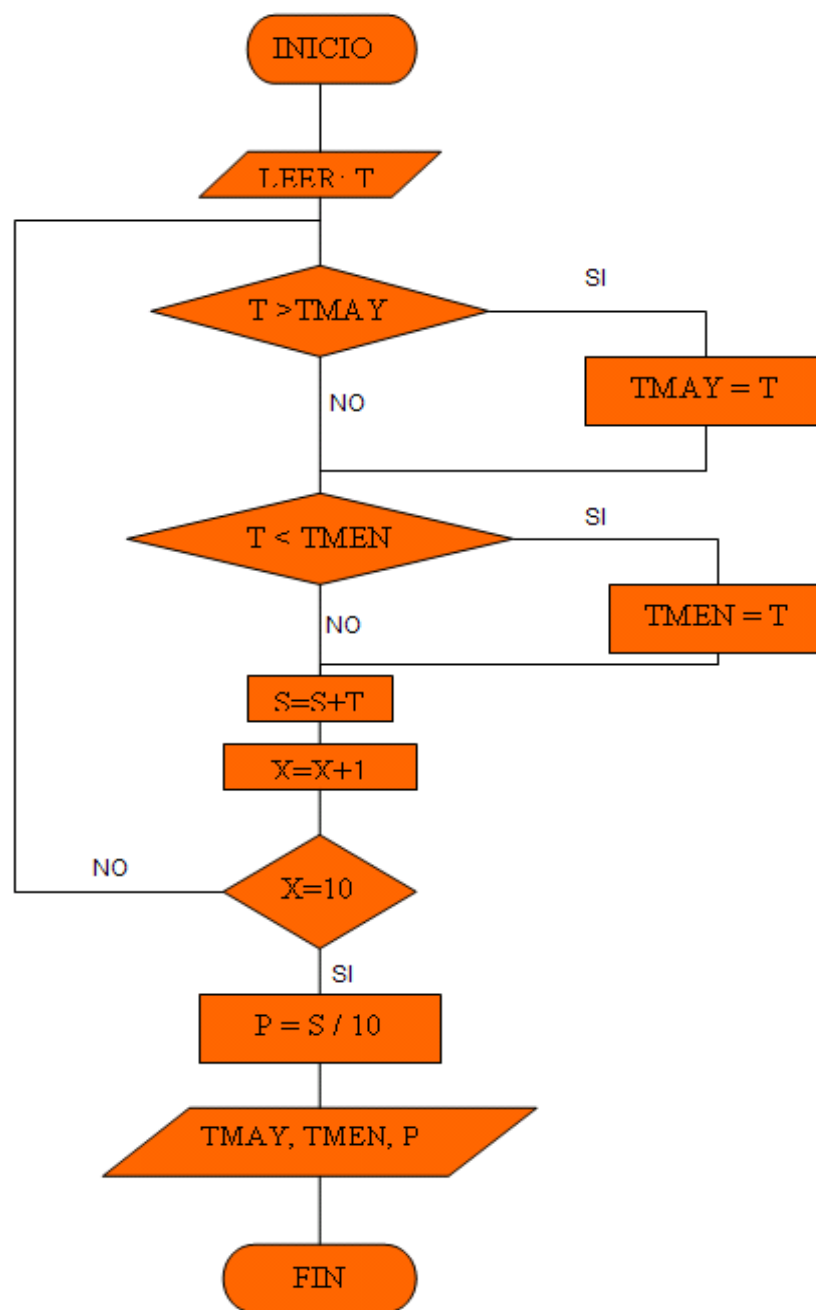 INICIO
LEER: T
T >TMAY
SI
TMAY = T
NO
T < TMEN
SI
TMEN = T
NO
S=S+T
X=X+1
X=10
NO
SI
P = S / 10
TMAY, TMEN, P
FIN